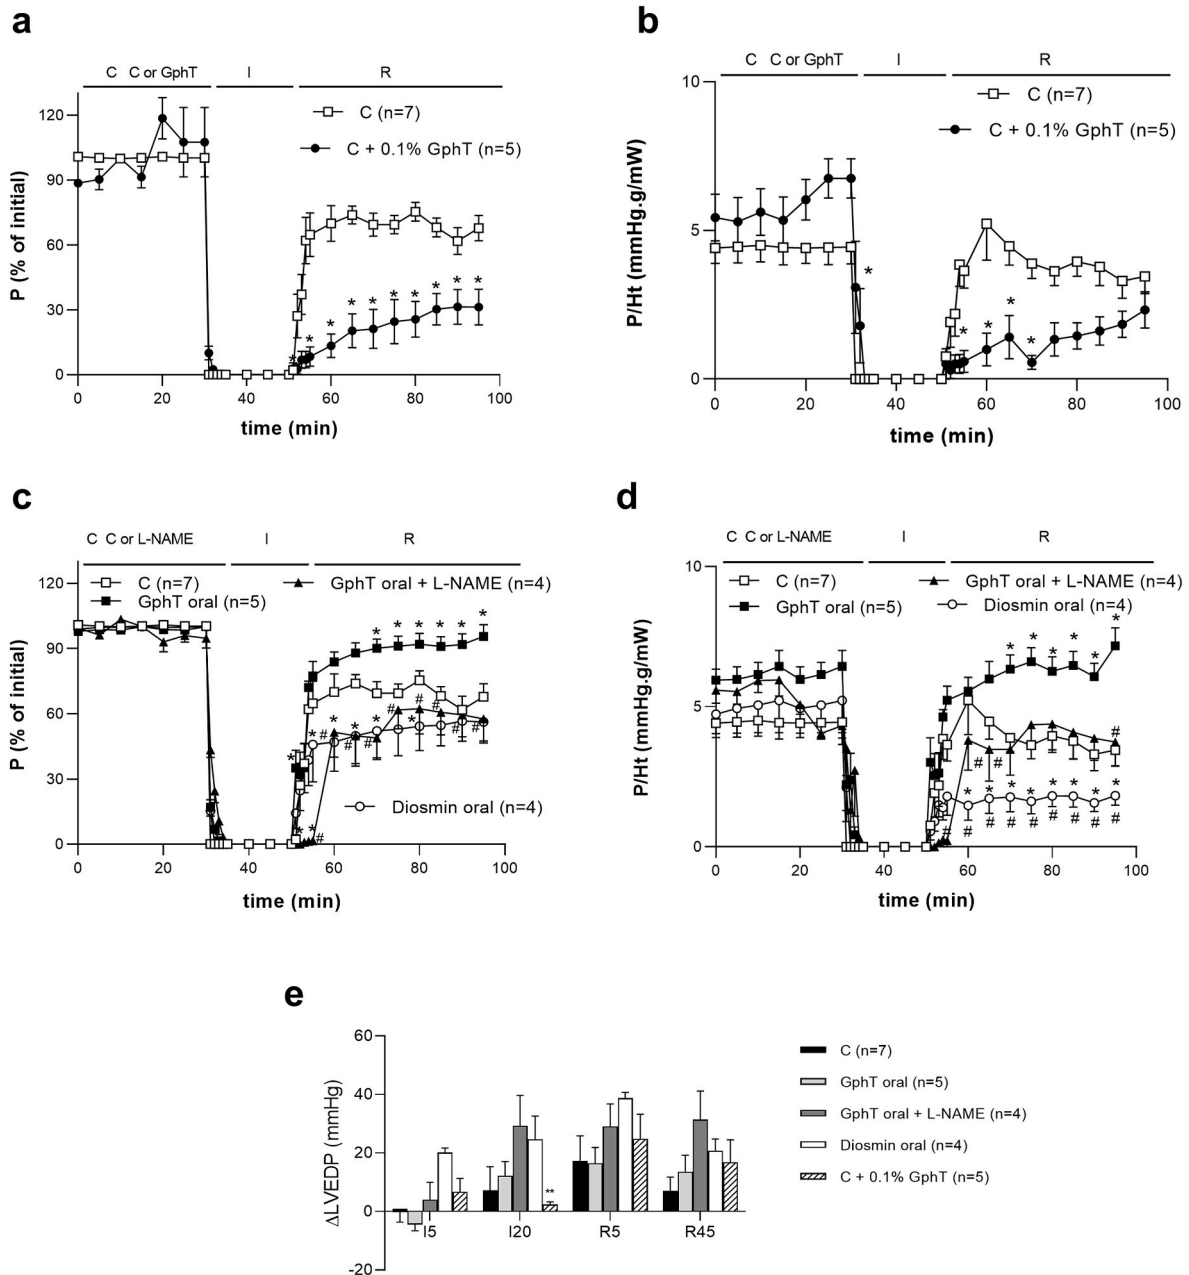 a
C C or GphT I R
C (n=7)
C + 0.1% GphT (n=5)
P (% of initial)
120
90
60
30
0
* * * * * * * * * *
0 20 40 60 80 100
time (min)
b
C C or GphT I R
C (n=7)
C + 0.1% GphT (n=5)
P/Ht (mmHg.g/mW)
10
5
0
* * * * *
0 20 40 60 80 100
time (min)
c
C C or L-NAME I R
C (n=7)
GphT oral (n=5)
GphT oral + L-NAME (n=4)
Diosmin oral (n=4)
P (% of initial)
120
90
60
30
0
0 20 40 60 80 100
time (min)
d
C C or L-NAME I R
C (n=7)
GphT oral (n=5)
GphT oral + L-NAME (n=4)
Diosmin oral (n=4)
P/Ht (mmHg.g/mW)
10
5
0
0 20 40 60 80 100
time (min)
e
ΔLVEDP (mmHg)
60
40
20
0
-20
**
I5 I20 R5 R45
C (n=7)
GphT oral (n=5)
GphT oral + L-NAME (n=4)
Diosmin oral (n=4)
C + 0.1% GphT (n=5)